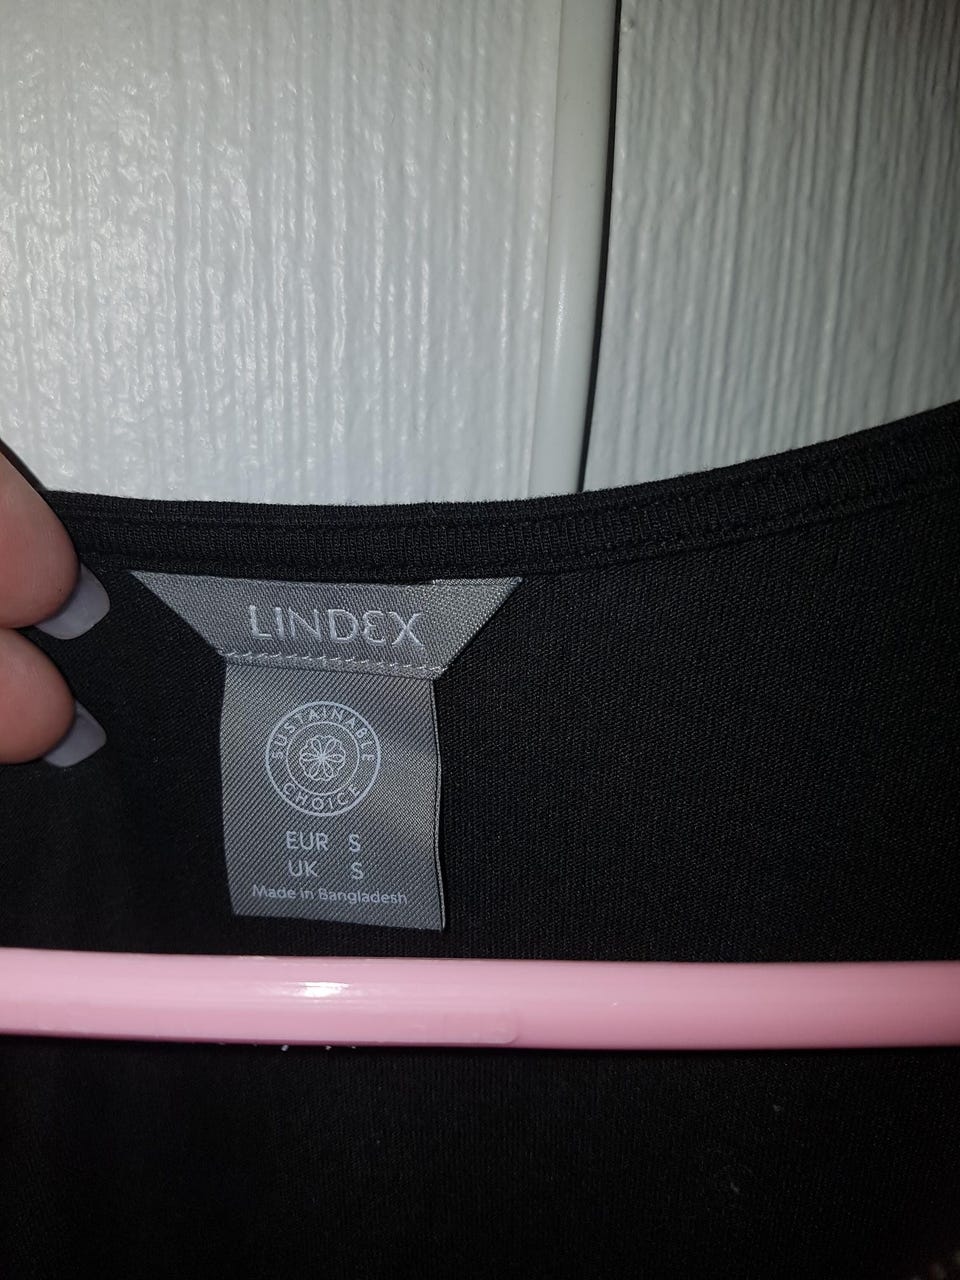 LINDEX
SUSTAINABLE
CHOICE
EUR S
UK S
Made in Bangladesh